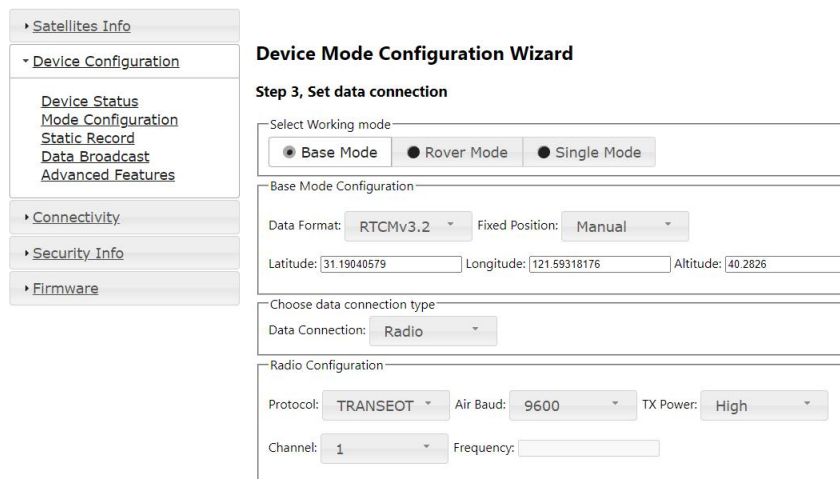 Satellites Info
Device Configuration
Device Status
Mode Configuration
Static Record
Data Broadcast
Advanced Features
Connectivity
Security Info
Firmware
Device Mode Configuration Wizard
Step 3, Set data connection
Select Working mode
Base Mode Rover Mode Single Mode
Base Mode Configuration
Data Format: RTCMv3.2 Fixed Position: Manual
Latitude: 31.19040579 Longitude: 121.59318176 Altitude: 40.2826
Choose data connection type
Data Connection: Radio
Radio Configuration
Protocol: TRANSEOT Air Baud: 9600 TX Power: High
Channel: 1 Frequency: